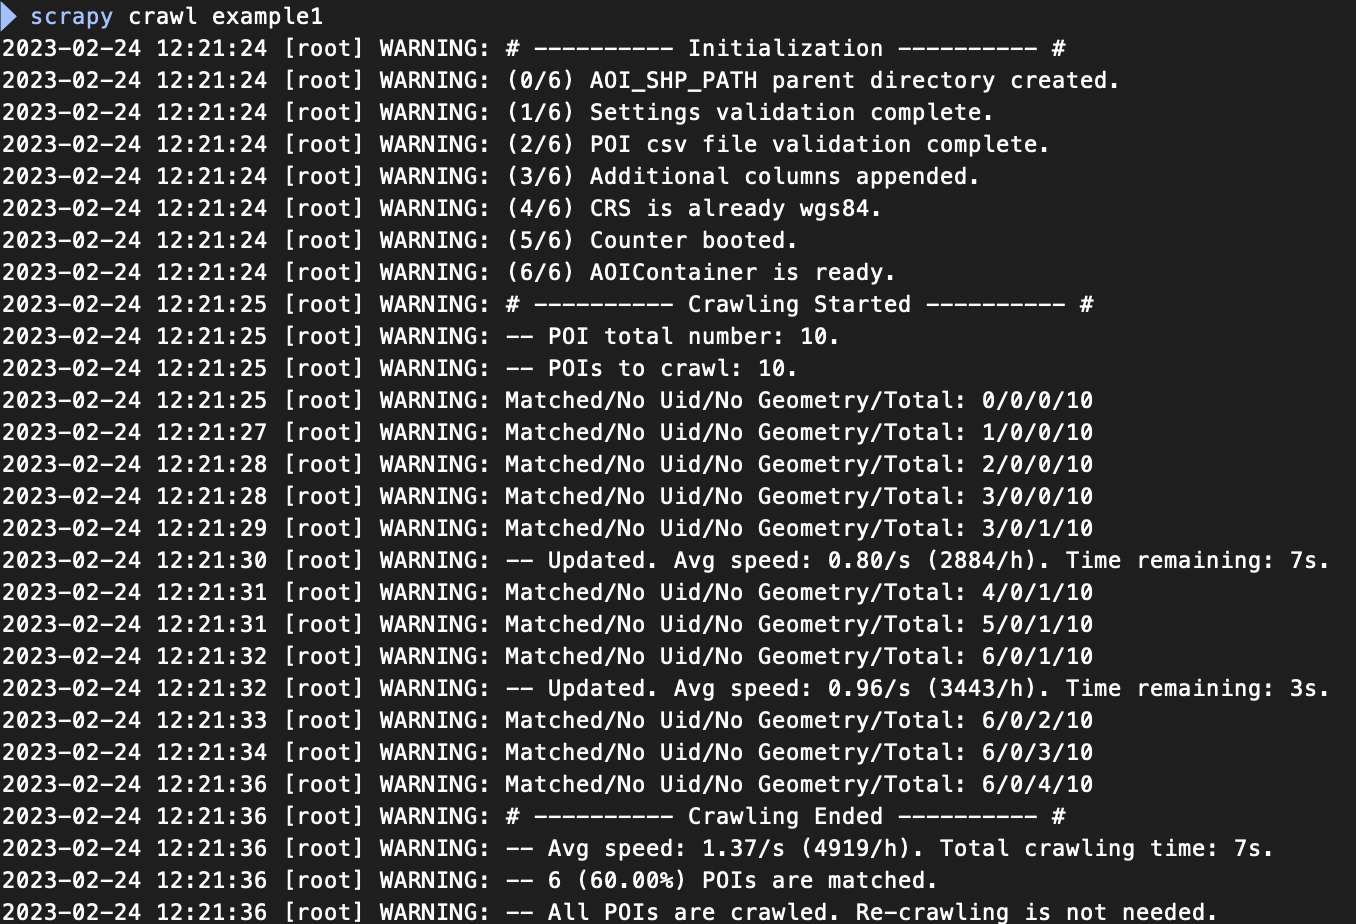 scrapy crawl example1
2023-02-24 12:21:24 [root] WARNING: # ---------- Initialization ---------- #
2023-02-24 12:21:24 [root] WARNING: (0/6) AOI_SHP_PATH parent directory created.
2023-02-24 12:21:24 [root] WARNING: (1/6) Settings validation complete.
2023-02-24 12:21:24 [root] WARNING: (2/6) POI csv file validation complete.
2023-02-24 12:21:24 [root] WARNING: (3/6) Additional columns appended.
2023-02-24 12:21:24 [root] WARNING: (4/6) CRS is already wgs84.
2023-02-24 12:21:24 [root] WARNING: (5/6) Counter booted.
2023-02-24 12:21:24 [root] WARNING: (6/6) AOIContainer is ready.
2023-02-24 12:21:25 [root] WARNING: # ---------- Crawling Started ---------- #
2023-02-24 12:21:25 [root] WARNING: -- POI total number: 10.
2023-02-24 12:21:25 [root] WARNING: -- POIs to crawl: 10.
2023-02-24 12:21:25 [root] WARNING: Matched/No Uid/No Geometry/Total: 0/0/0/10
2023-02-24 12:21:27 [root] WARNING: Matched/No Uid/No Geometry/Total: 1/0/0/10
2023-02-24 12:21:28 [root] WARNING: Matched/No Uid/No Geometry/Total: 2/0/0/10
2023-02-24 12:21:28 [root] WARNING: Matched/No Uid/No Geometry/Total: 3/0/0/10
2023-02-24 12:21:29 [root] WARNING: Matched/No Uid/No Geometry/Total: 3/0/1/10
2023-02-24 12:21:30 [root] WARNING: -- Updated. Avg speed: 0.80/s (2884/h). Time remaining: 7s.
2023-02-24 12:21:31 [root] WARNING: Matched/No Uid/No Geometry/Total: 4/0/1/10
2023-02-24 12:21:31 [root] WARNING: Matched/No Uid/No Geometry/Total: 5/0/1/10
2023-02-24 12:21:32 [root] WARNING: Matched/No Uid/No Geometry/Total: 6/0/1/10
2023-02-24 12:21:32 [root] WARNING: -- Updated. Avg speed: 0.96/s (3443/h). Time remaining: 3s.
2023-02-24 12:21:33 [root] WARNING: Matched/No Uid/No Geometry/Total: 6/0/2/10
2023-02-24 12:21:34 [root] WARNING: Matched/No Uid/No Geometry/Total: 6/0/3/10
2023-02-24 12:21:36 [root] WARNING: Matched/No Uid/No Geometry/Total: 6/0/4/10
2023-02-24 12:21:36 [root] WARNING: # ---------- Crawling Ended ---------- #
2023-02-24 12:21:36 [root] WARNING: -- Avg speed: 1.37/s (4919/h). Total crawling time: 7s.
2023-02-24 12:21:36 [root] WARNING: -- 6 (60.00%) POIs are matched.
2023-02-24 12:21:36 [root] WARNING: -- All POIs are crawled. Re-crawling is not needed.